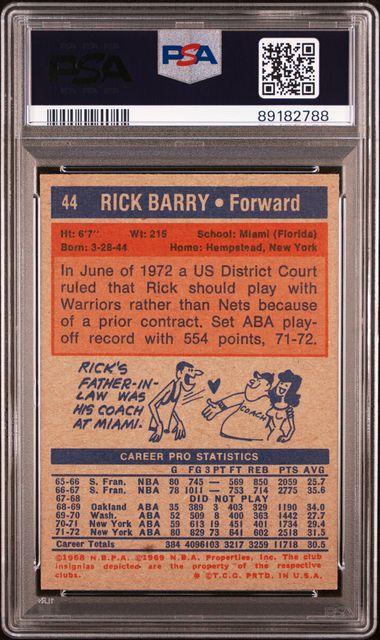 PSA
PSA
89182788
44 RICK BARRY • Forward
Ht: 6'7" Wt: 215 School: Miami (Florida)
Born: 3-28-44 Home: Hempstead, New York
In June of 1972 a US District Court
ruled that Rick should play with
Warriors rather than Nets because
of a prior contract. Set ABA play-
off record with 554 points, 71-72.
RICK'S
FATHER-IN-
LAW WAS
HIS COACH
AT MIAMI.
COACH
CAREER PRO STATISTICS
G FG 3 PT FT REB PTS AVG
65-66 S. Fran. NBA 80 745 — 569 850 2059 25.7
66-67 S. Fran. NBA 78 1011 — 753 714 2775 35.6
67-68 DID NOT PLAY
68-69 Oakland ABA 35 389 3 403 329 1190 34.0
69-70 Wash. ABA 52 509 8 400 363 1442 27.7
70-71 New York ABA 59 613 19 451 401 1734 29.4
71-72 New York ABA 80 829 73 641 602 2518 31.5
Career Totals 384 4096 103 3217 3259 11718 30.5
©1968 N.B.P.A. ©1969 N.B.A. Properties, Inc. The club
insignias depicted are the property of the respective
clubs. * ©T.C.G. PRTD. IN U.S.A.